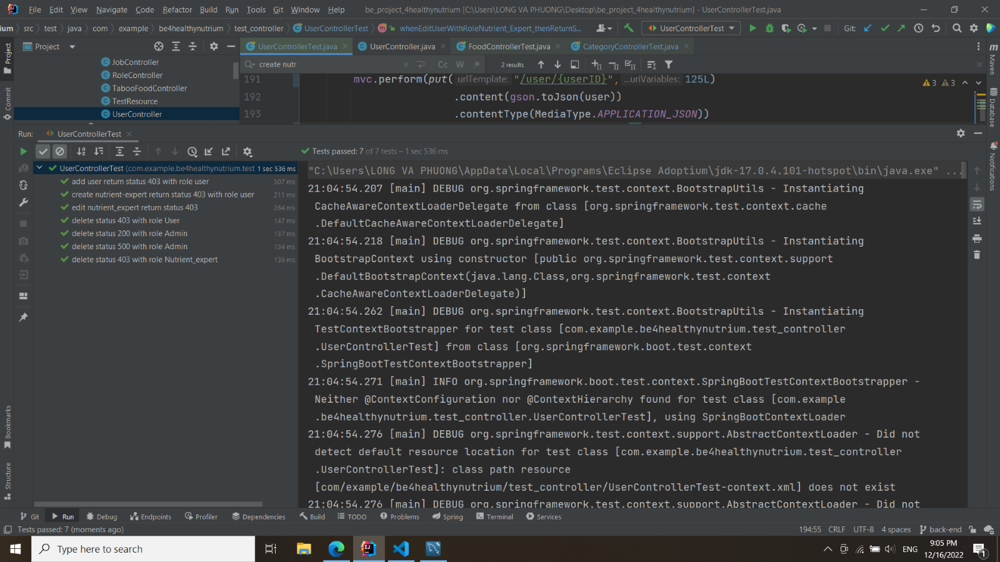 File Edit View Navigate Code Refactor Build Run Tools Git Window Help be_project_4healthynutrium [C:\Users\LONG VA PHUONG\Desktop\be_project_4healthynutrium] - UserControllerTest.java
ium src test java com example be4healthynutrium test_controller UserControllerTest whenEditUserWithRoleNutrient_Expert_thenReturnS... UserControllerTest Git:
Project UserControllerTest.java UserController.java FoodControllerTest.java CategoryControllerTest.java
create nutr Cc W .* 2 results
JobController
RoleController
TabooFoodController
TestResource
UserController
191 mvc.perform(put( urlTemplate: "/user/{userID}", ...uriVariables: 125L)
192 .content(gson.toJson(user))
193 .contentType(MediaType.APPLICATION_JSON))
3 3
Run: UserControllerTest
Tests passed: 7 of 7 tests – 1 sec 536 ms
UserControllerTest (com.example.be4healthynutrium.test 1 sec 536 ms
add user return status 403 with role user 507 ms
create nutrient-expert return status 403 with role user 211 ms
edit nutrient_expert return status 403 264 ms
delete status 403 with role User 147 ms
delete status 200 with role Admin 137 ms
delete status 500 with role Admin 134 ms
delete status 403 with role Nutrient_expert 136 ms
"C:\Users\LONG VA PHUONG\AppData\Local\Programs\Eclipse Adoptium\jdk-17.0.4.101-hotspot\bin\java.exe" ...
21:04:54.207 [main] DEBUG org.springframework.test.context.BootstrapUtils - Instantiating
CacheAwareContextLoaderDelegate from class [org.springframework.test.context.cache
.DefaultCacheAwareContextLoaderDelegate]
21:04:54.218 [main] DEBUG org.springframework.test.context.BootstrapUtils - Instantiating
BootstrapContext using constructor [public org.springframework.test.context.support
.DefaultBootstrapContext(java.lang.Class,org.springframework.test.context
.CacheAwareContextLoaderDelegate)]
21:04:54.262 [main] DEBUG org.springframework.test.context.BootstrapUtils - Instantiating
TestContextBootstrapper for test class [com.example.be4healthynutrium.test_controller
.UserControllerTest] from class [org.springframework.boot.test.context
.SpringBootTestContextBootstrapper]
21:04:54.271 [main] INFO org.springframework.boot.test.context.SpringBootTestContextBootstrapper -
Neither @ContextConfiguration nor @ContextHierarchy found for test class [com.example
.be4healthynutrium.test_controller.UserControllerTest], using SpringBootContextLoader
21:04:54.276 [main] DEBUG org.springframework.test.context.support.AbstractContextLoader - Did not
detect default resource location for test class [com.example.be4healthynutrium.test_controller
.UserControllerTest]: class path resource
[com/example/be4healthynutrium/test_controller/UserControllerTest-context.xml] does not exist
21:04:54.276 [main] DEBUG org.springframework.test.context.support.AbstractContextLoader - Did not
Project
Commit
Bookmarks
Structure
Maven
Database
Notifications
Git Run Debug Endpoints Profiler Dependencies Build TODO Problems Spring Terminal Services
Tests passed: 7 (moments ago) 194:55 CRLF UTF-8 4 spaces back-end
Type here to search ENG 9:05 PM
12/16/2022
1